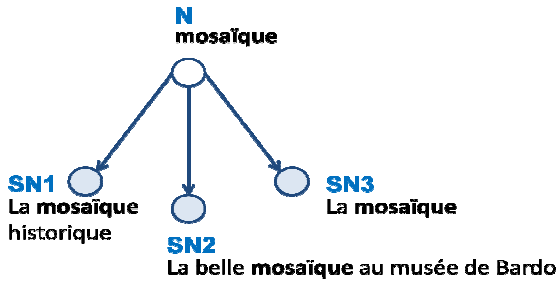 N
mosaïque
SN1
La mosaïque
historique
SN2
La belle mosaïque au musée de Bardo
SN3
La mosaïque